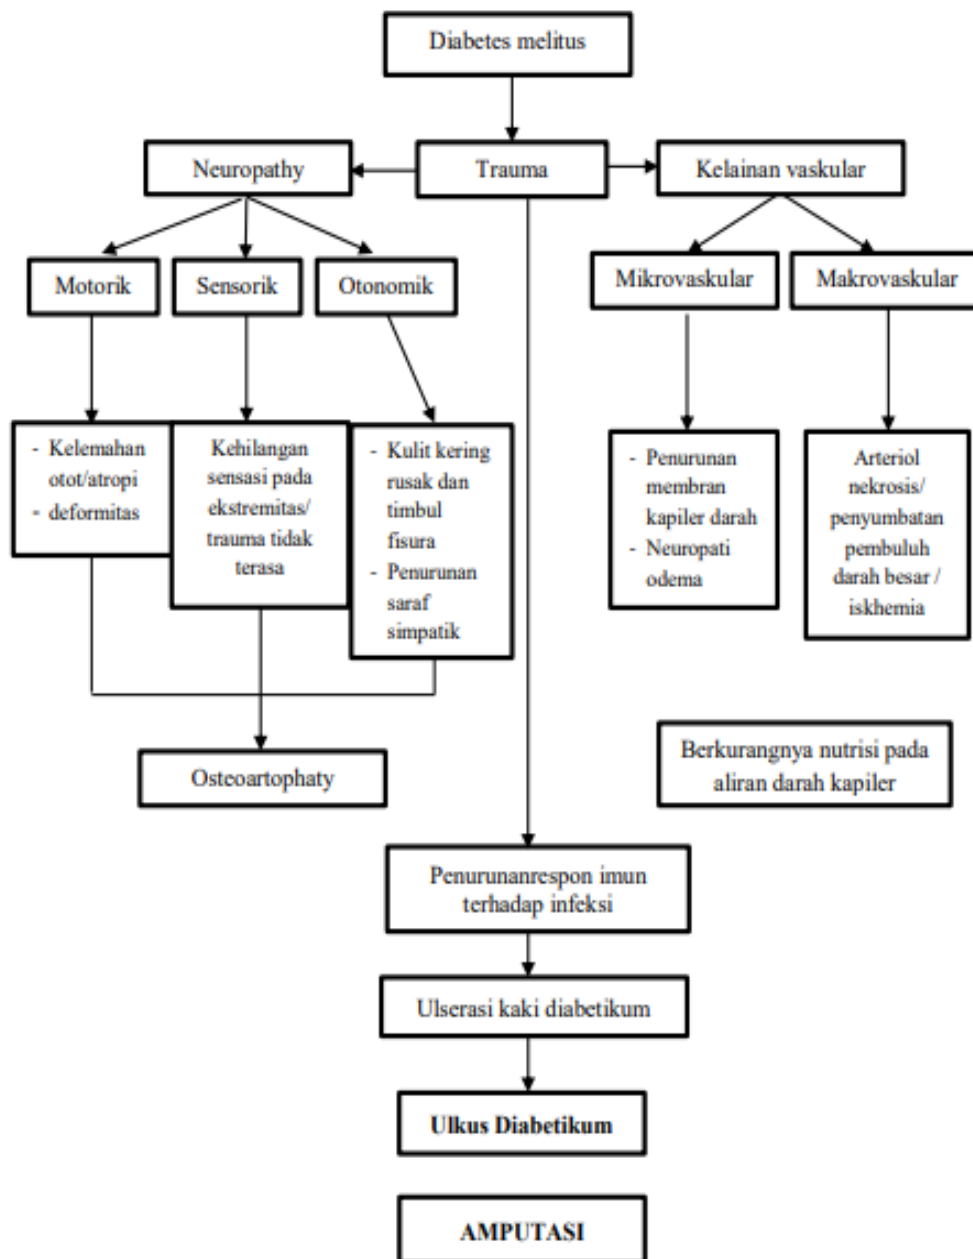 Diabetes melitus
Neuropathy
Trauma
Kelainan vaskular
Motorik
Sensorik
Otonomik
Mikrovaskular
Makrovaskular
- Kelemahan
otot/atropi
- deformitas
Kehilangan
sensasi pada
ekstremitas/
trauma tidak
terasa
- Kulit kering
rusak dan
timbul
fisura
- Penurunan
saraf
simpatik
- Penurunan
membran
kapiler darah
- Neuropati
odema
Arteriol
nekrosis/
penyumbatan
pembuluh
darah besar /
iskhemia
Osteoartophaty
Berkurangnya nutrisi pada
aliran darah kapiler
Penurunanrespon imun
terhadap infeksi
Ulserasi kaki diabetikum
Ulkus Diabetikum
AMPUTASI